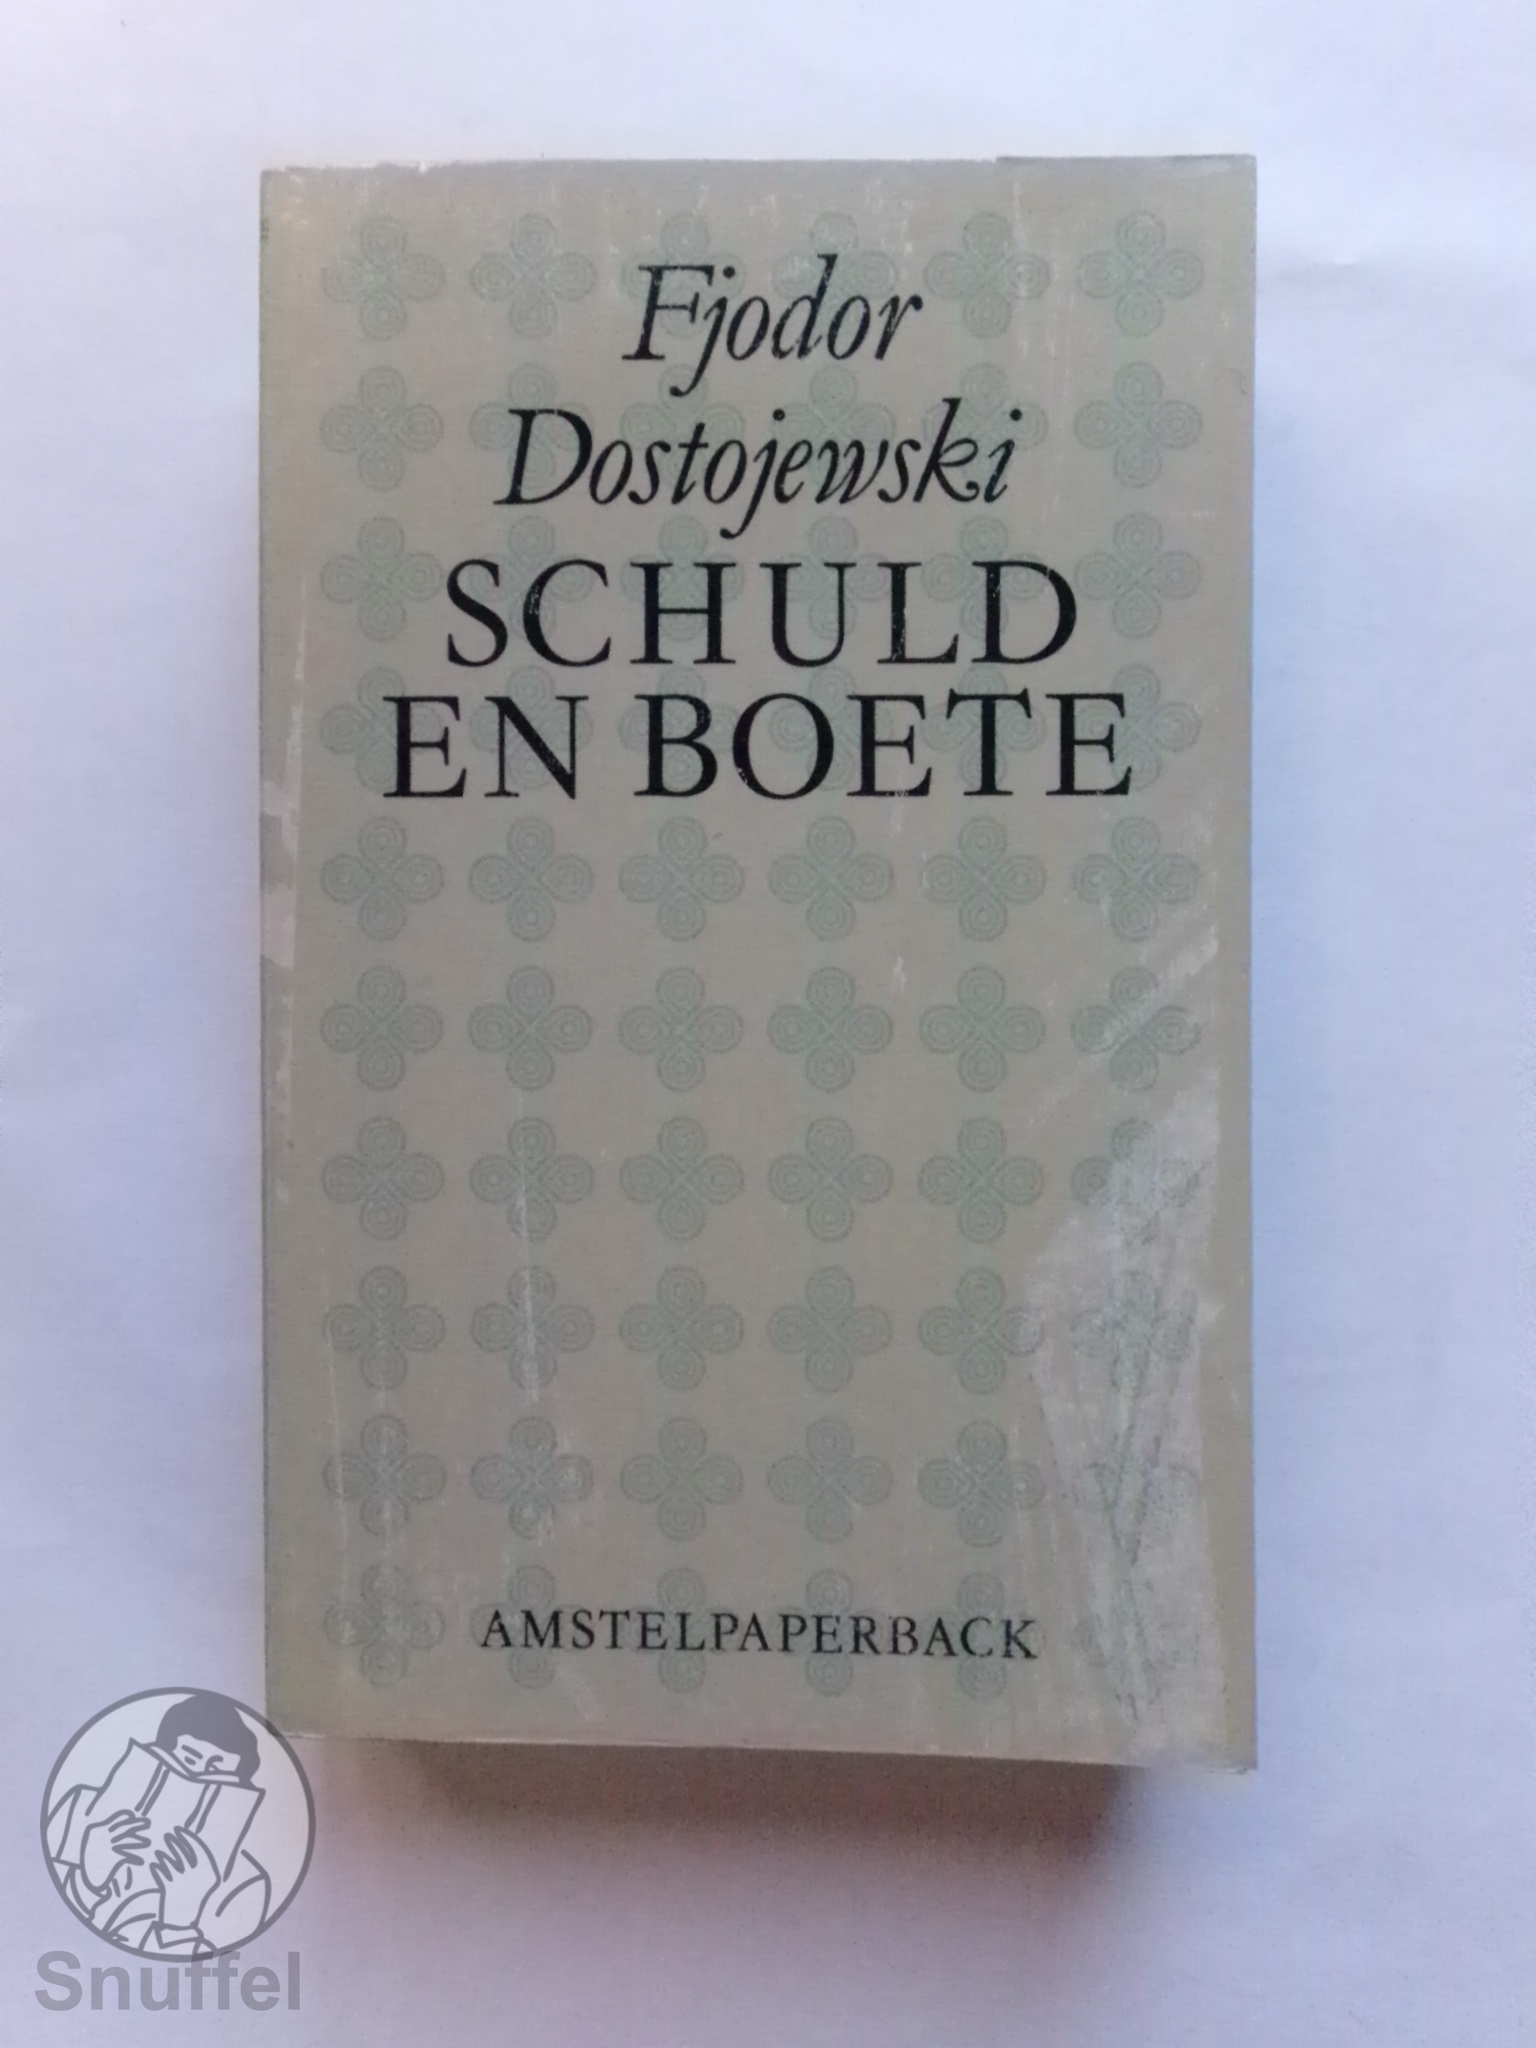 Fjodor
Dostojewski
SCHULD
EN BOETE
AMSTELPAPERBACK
Snuffel